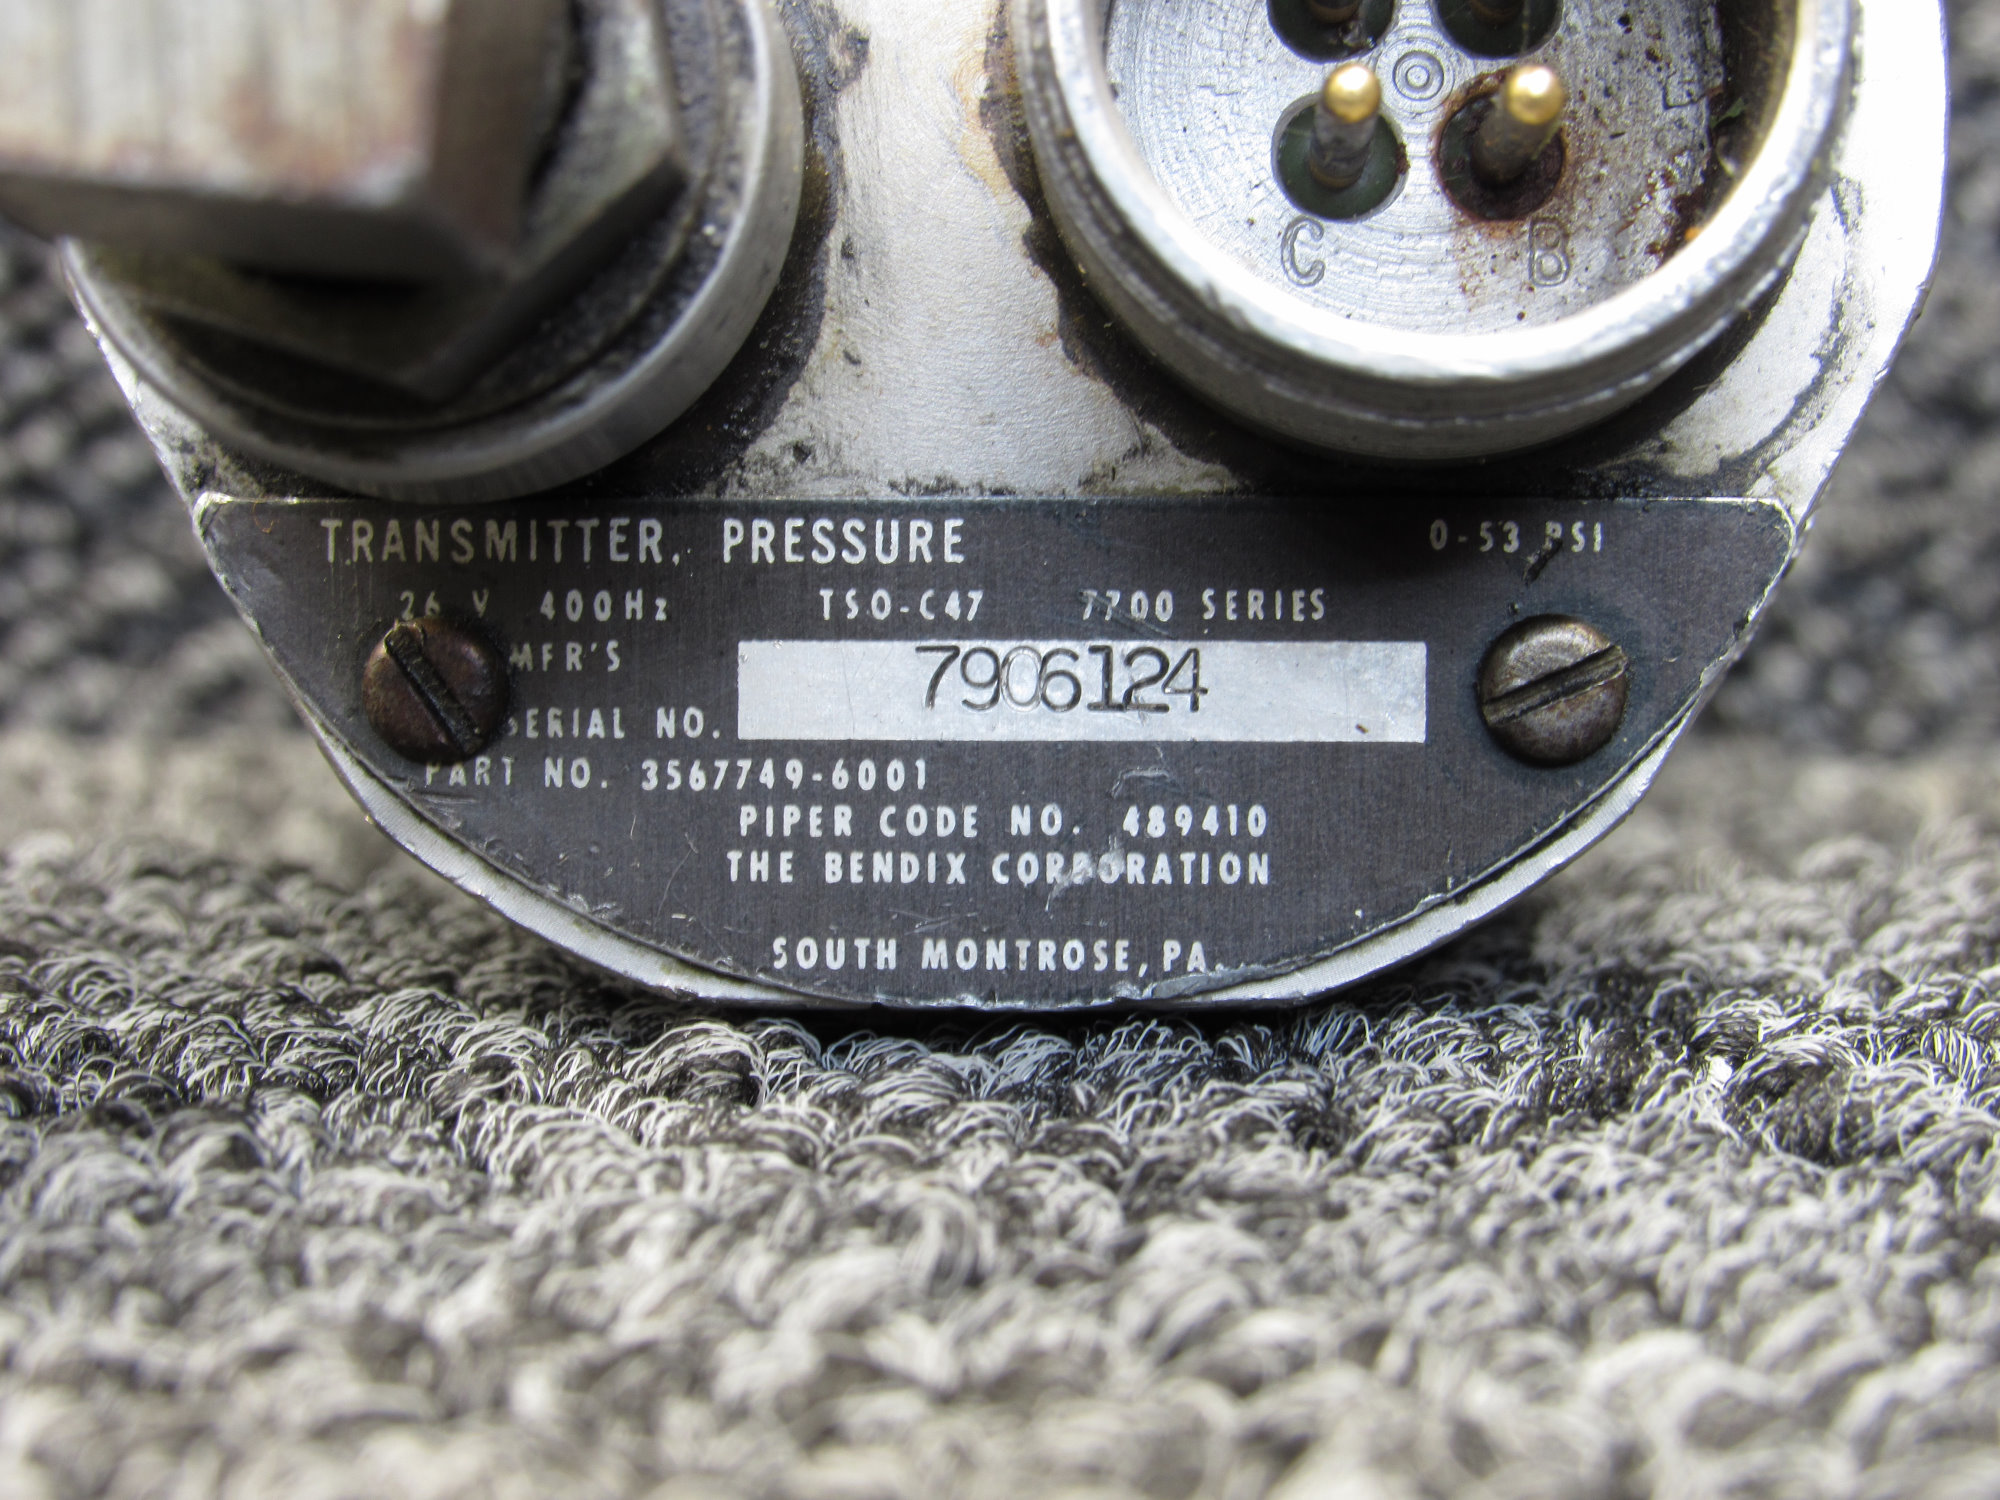 C B
TRANSMITTER, PRESSURE 0-53 PSI
26 V 400Hz TSO-C47 7700 SERIES
MFR'S
SERIAL NO. 7906124
PART NO. 3567749-6001
PIPER CODE NO. 489410
THE BENDIX CORPORATION
SOUTH MONTROSE, PA.